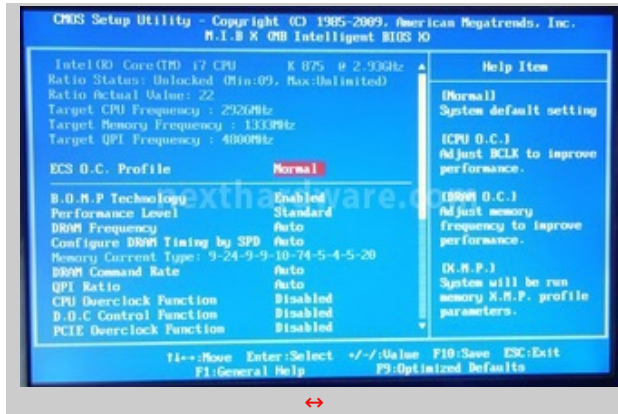 CMOS Setup Utility - Copyright (C) 1985-2009, American Megatrends, Inc.
M.I.B X (MB Intelligent BIOS X)
Intel(R) Core(TM) i7 CPU K 875 @ 2.93GHz
Ratio Status: Unlocked (Min:09, Max:Unlimited)
Ratio Actual Value: 22
Target CPU Frequency : 2926MHz
Target Memory Frequency : 1333MHz
Target QPI Frequency : 4800MHz
ECS O.C. Profile Normal
B.O.M.P Technology Enabled
Performance Level Standard
DRAM Frequency Auto
Configure DRAM Timing by SPD Auto
Memory Current Type: 9-24-9-9-10-74-5-4-5-20
DRAM Command Rate Auto
QPI Ratio Auto
CPU Overclock Function Disabled
D.O.C Control Function Disabled
PCIE Overclock Function Disabled
Help Item
[Normal]
System default setting
[CPU O.C.]
Adjust BCLK to improve
performance.
[DRAM O.C.]
Adjust memory
frequency to improve
performance.
[X.M.P.]
System will be run
memory X.M.P. profile
parameters.
:Move Enter:Select +/-/:Value F10:Save ESC:Exit
F1:General Help F9:Optimized Defaults
nexthardware.com